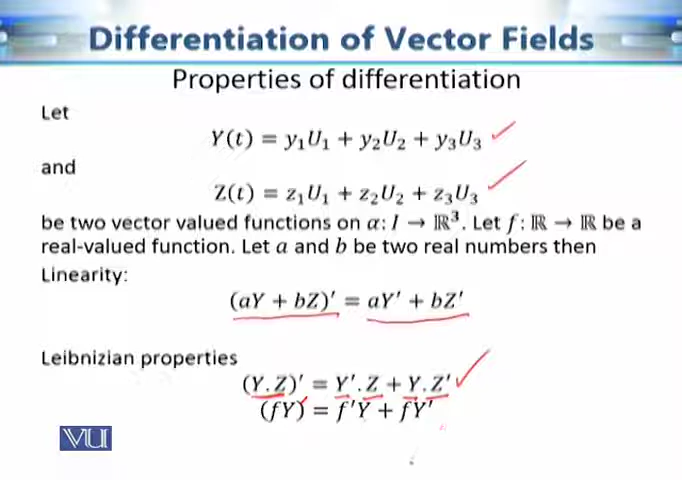 Differentiation of Vector Fields
Properties of differentiation
Let
Y(t) = y₁U₁ + y₂U₂ + y₃U₃
and
Z(t) = z₁U₁ + z₂U₂ + z₃U₃
be two vector valued functions on α: I → ℝ³. Let f: ℝ → ℝ be a
real-valued function. Let a and b be two real numbers then
Linearity:
(aY + bZ)′ = aY′ + bZ′
Leibnizian properties
(Y.Z)′ = Y′.Z + Y.Z′
(fY)′ = f′Y + fY′
VU